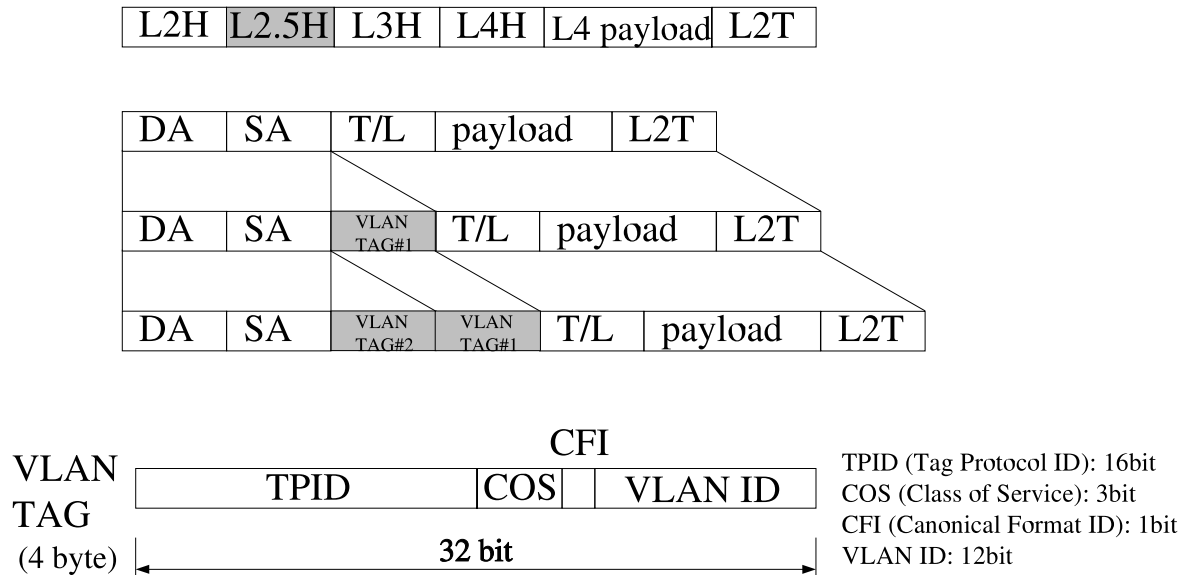 L2H L2.5H L3H L4H L4 payload L2T
DA SA T/L payload L2T
DA SA VLAN TAG#1 T/L payload L2T
DA SA VLAN TAG#2 VLAN TAG#1 T/L payload L2T
CFI
VLAN TAG (4 byte)
TPID COS VLAN ID
32 bit
TPID (Tag Protocol ID): 16bit
COS (Class of Service): 3bit
CFI (Canonical Format ID): 1bit
VLAN ID: 12bit